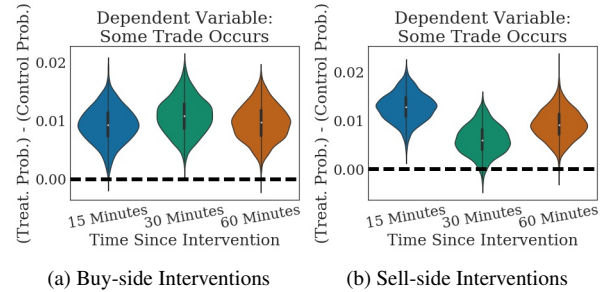 Dependent Variable:
Some Trade Occurs
(Treat. Prob.) - (Control Prob.)
0.02
0.01
0.00
15 Minutes
30 Minutes
60 Minutes
Time Since Intervention
(a) Buy-side Interventions
Dependent Variable:
Some Trade Occurs
(Treat. Prob.) - (Control Prob.)
0.02
0.01
0.00
15 Minutes
30 Minutes
60 Minutes
Time Since Intervention
(b) Sell-side Interventions